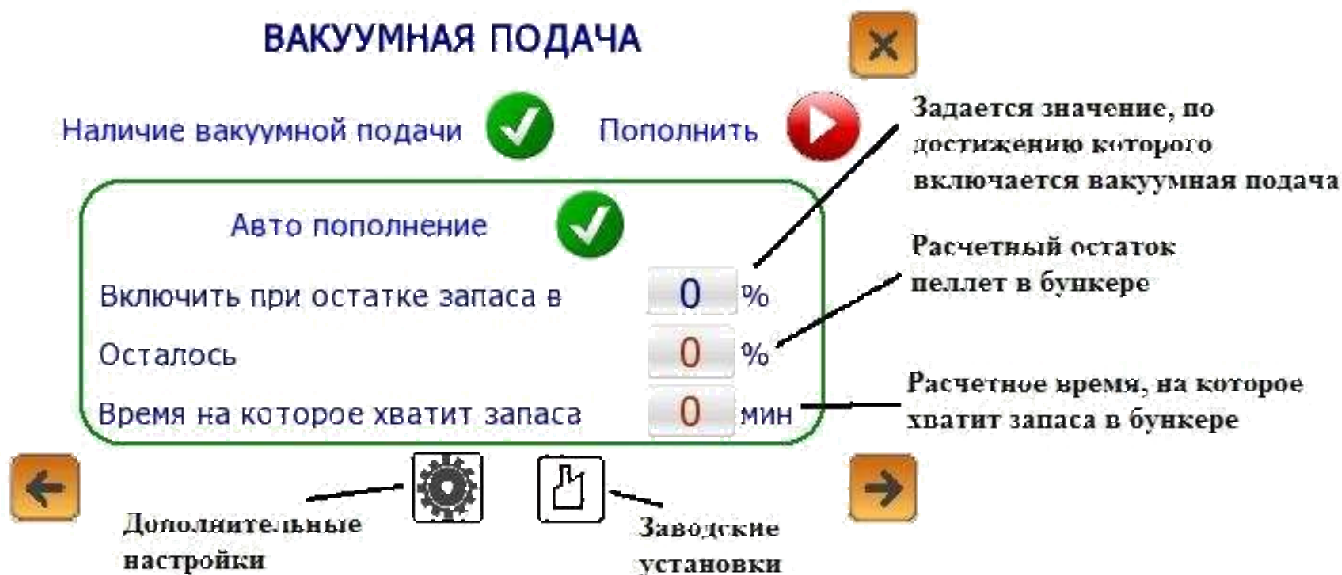 ВАКУУМНАЯ ПОДАЧА
Наличие вакуумной подачи
Пополнить
Задается значение, по
достижению которого
включается вакуумная подача
Авто пополнение
Включить при остатке запаса в 0 %
Расчетный остаток
пеллет в бункере
Осталось 0 %
Время на которое хватит запаса 0 мин
Расчетное время, на которое
хватит запаса в бункере
Дополнительные
настройки
Заводские
установки